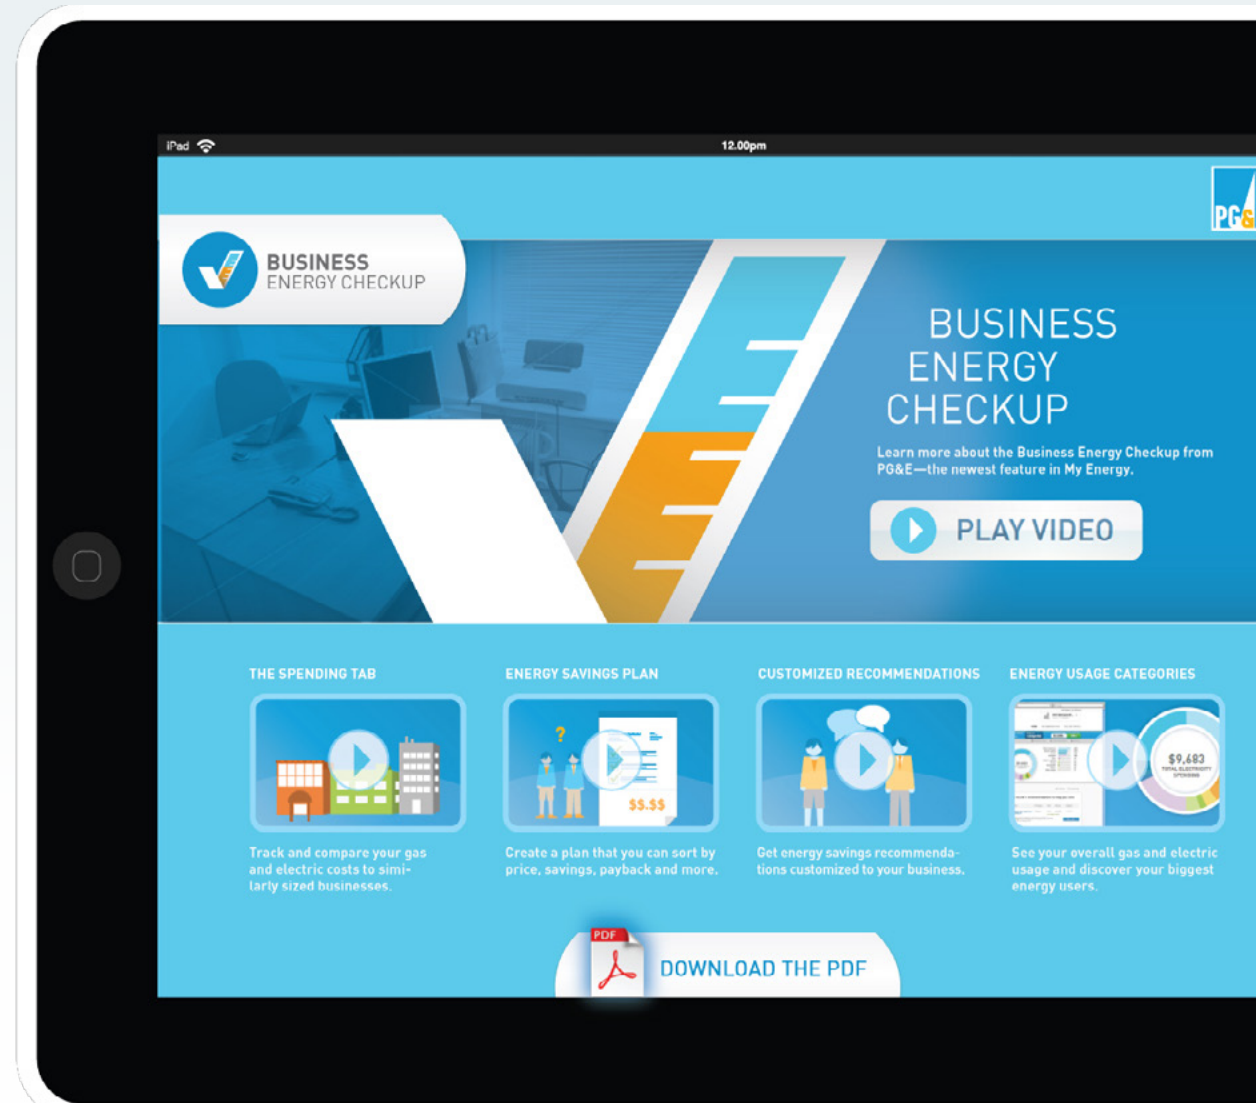 iPad
12.00pm
PG&
BUSINESS
ENERGY CHECKUP
BUSINESS
ENERGY
CHECKUP
Learn more about the Business Energy Checkup from
PG&E—the newest feature in My Energy.
PLAY VIDEO
THE SPENDING TAB
ENERGY SAVINGS PLAN
CUSTOMIZED RECOMMENDATIONS
ENERGY USAGE CATEGORIES
?
$$.$$
$9,683
TOTAL ELECTRICITY
SPENDING
Track and compare your gas
and electric costs to simi-
larly sized businesses.
Create a plan that you can sort by
price, savings, payback and more.
Get energy savings recommenda-
tions customized to your business.
See your overall gas and electric
usage and discover your biggest
energy users.
PDF
DOWNLOAD THE PDF